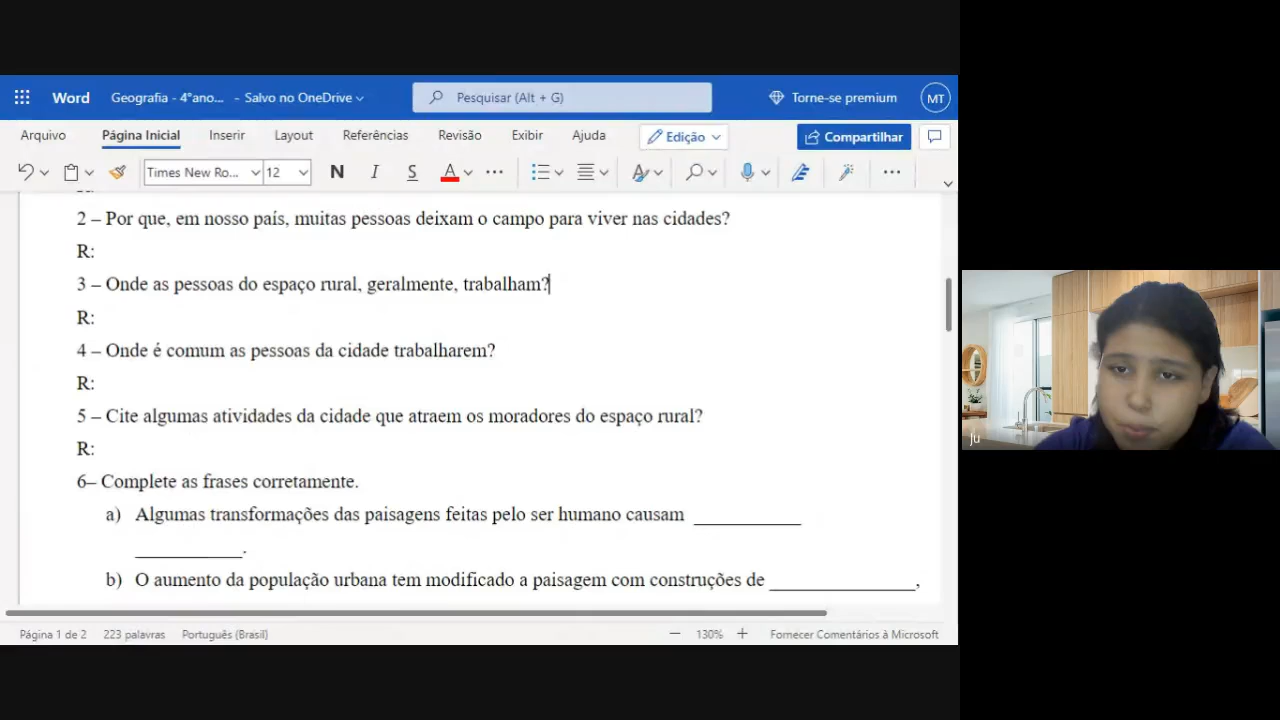 Word Geografia - 4°ano... - Salvo no OneDrive Pesquisar (Alt + G) Torne-se premium MT
Arquivo Página Inicial Inserir Layout Referências Revisão Exibir Ajuda Edição Compartilhar
Times New Ro... 12 N I S A
2 – Por que, em nosso país, muitas pessoas deixam o campo para viver nas cidades?
R:
3 – Onde as pessoas do espaço rural, geralmente, trabalham?
R:
4 – Onde é comum as pessoas da cidade trabalharem?
R:
5 – Cite algumas atividades da cidade que atraem os moradores do espaço rural?
R:
6– Complete as frases corretamente.
a) Algumas transformações das paisagens feitas pelo ser humano causam ___________
___________.
b) O aumento da população urbana tem modificado a paisagem com construções de _______________,
Página 1 de 2 223 palavras Português (Brasil) 130% Fornecer Comentários à Microsoft
Ju